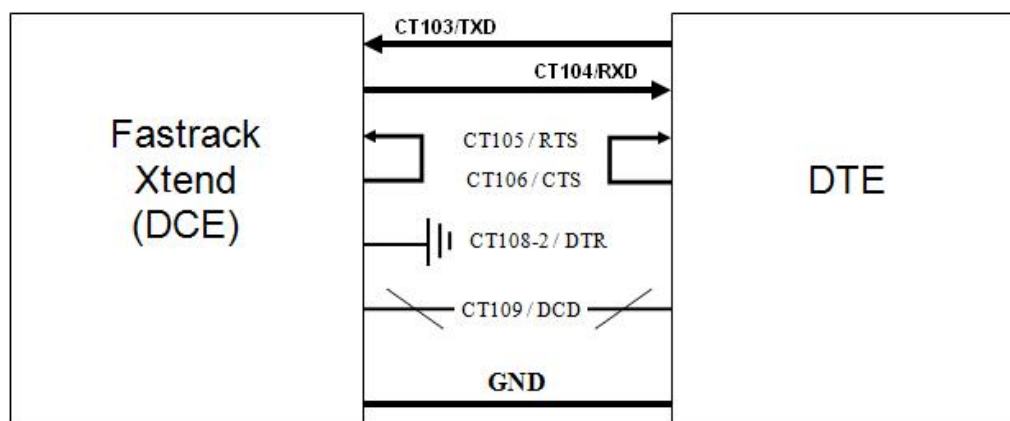 CT103/TXD
CT104/RXD
Fastrack
Xtend
(DCE)
CT105 / RTS
CT106 / CTS
DTE
CT108-2 / DTR
CT109 / DCD
GND